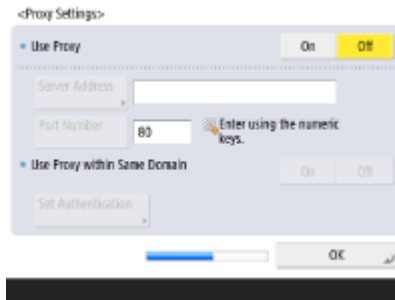 <Proxy Settings>
Use Proxy
On Off
Server Address
Port Number
80
Enter using the numeric
keys.
Use Proxy within Same Domain
On Off
Set Authentication
OK